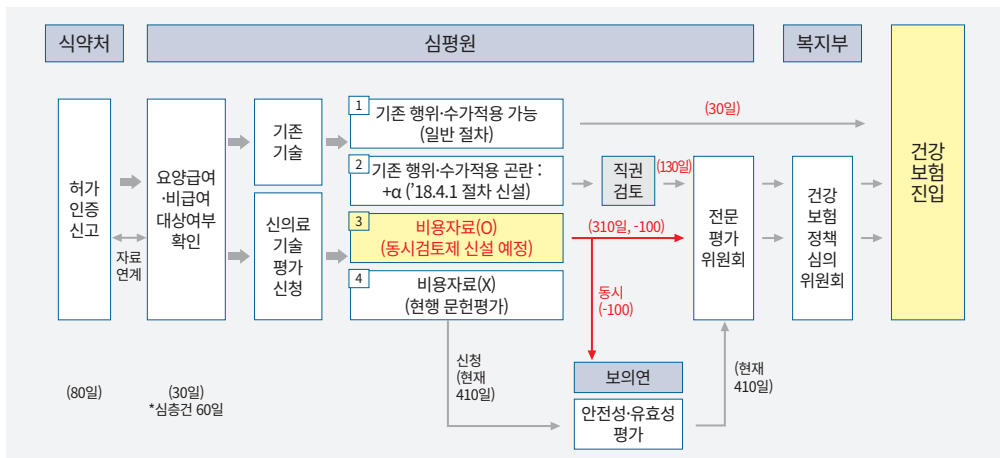 식약처
심평원
복지부
건강
보험
진입
허가
인증
신고
자료
연계
요양급여
·비급여
대상여부
확인
기존
기술
신의료
기술
평가
신청
1
기존 행위·수가적용 가능
(일반 절차)
(30일)
2
기존 행위·수가적용 곤란 :
+α ('18.4.1 절차 신설)
직권
검토
(130일)
3
비용자료(O)
(동시검토제 신설 예정)
(310일, -100)
4
비용자료(X)
(현행 문헌평가)
동시
(-100)
전문
평가
위원회
건강
보험
정책
심의
위원회
신청
(현재
410일)
보의연
안전성·유효성
평가
(현재
410일)
(80일)
(30일)
*심층건 60일